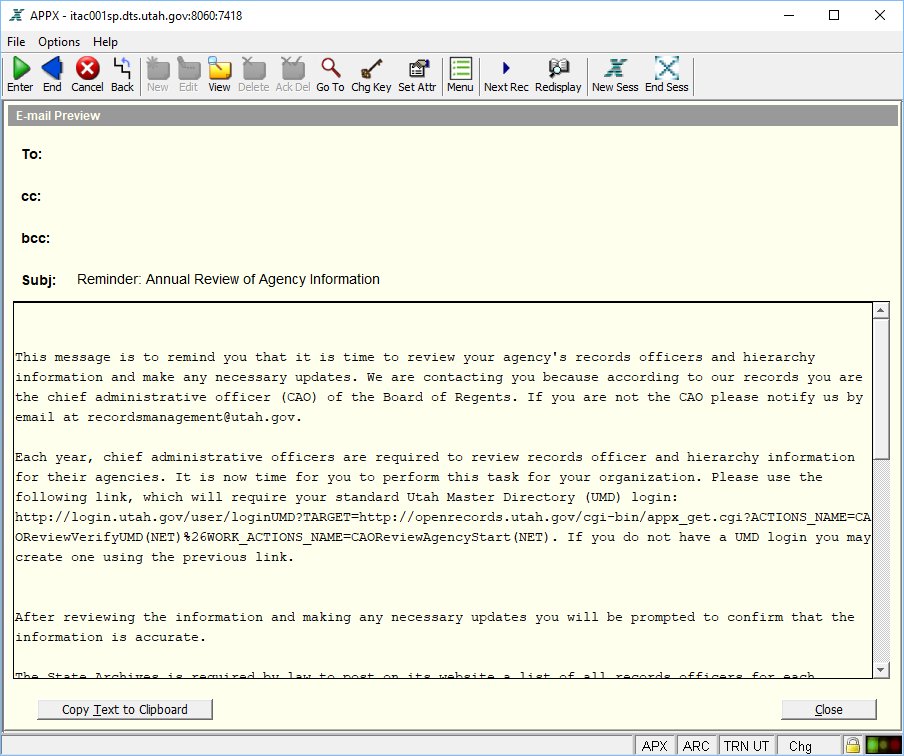 APPX - itac001sp.dts.utah.gov:8060:7418
File Options Help
Enter End Cancel Back New Edit View Delete Ack Del Go To Chg Key Set Attr Menu Next Rec Redisplay New Sess End Sess
E-mail Preview
To:
cc:
bcc:
Subj: Reminder: Annual Review of Agency Information
This message is to remind you that it is time to review your agency's records officers and hierarchy
information and make any necessary updates. We are contacting you because according to our records you are
the chief administrative officer (CAO) of the Board of Regents. If you are not the CAO please notify us by
email at recordsmanagement@utah.gov.
Each year, chief administrative officers are required to review records officer and hierarchy information
for their agencies. It is now time for you to perform this task for your organization. Please use the
following link, which will require your standard Utah Master Directory (UMD) login:
http://login.utah.gov/user/loginUMD?TARGET=http://openrecords.utah.gov/cgi-bin/appx_get.cgi?ACTIONS_NAME=CA
OReviewVerifyUMD(NET)%26WORK_ACTIONS_NAME=CAOReviewAgencyStart(NET). If you do not have a UMD login you may
create one using the previous link.
After reviewing the information and making any necessary updates you will be prompted to confirm that the
information is accurate.
The State Archives is required by law to post on its website a list of all records officers for each
Copy Text to Clipboard Close
APX ARC TRN UT Chg